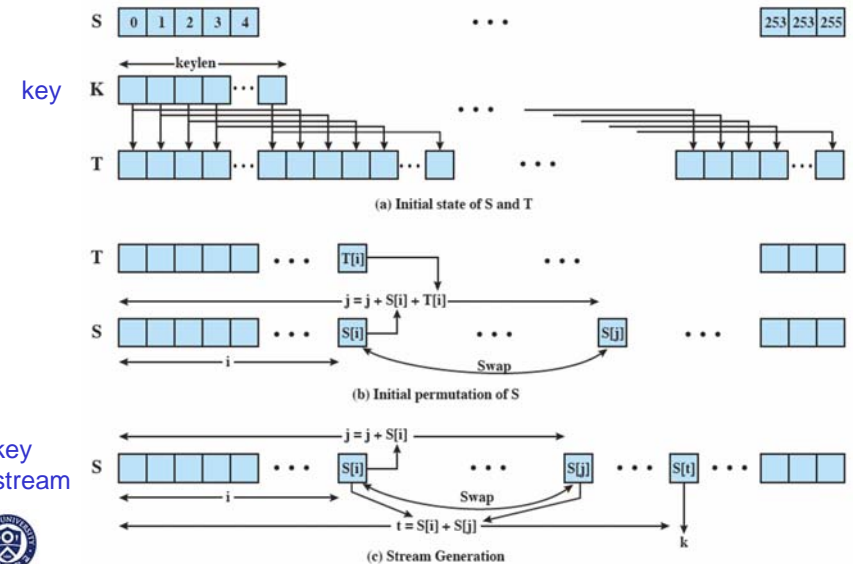 S 0 1 2 3 4 • • • 253 253 255
keylen
key K • • • • • •
T • • • • • • • • •
(a) Initial state of S and T
T • • • T[i] • • •
j = j + S[i] + T[i]
S • • • S[i] • • • S[j] • • •
i
Swap
(b) Initial permutation of S
j = j + S[i]
key
stream
S • • • S[i] • • • S[j] • • • S[t] • • •
i
Swap
t = S[i] + S[j]
k
(c) Stream Generation